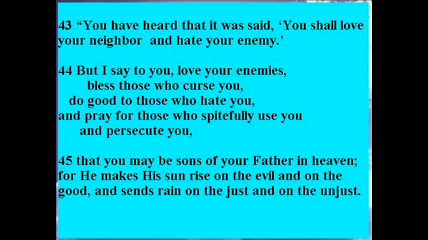 43 “You have heard that it was said, ‘You shall love
your neighbor and hate your enemy.’
44 But I say to you, love your enemies,
bless those who curse you,
do good to those who hate you,
and pray for those who spitefully use you
and persecute you,
45 that you may be sons of your Father in heaven;
for He makes His sun rise on the evil and on the
good, and sends rain on the just and on the unjust.